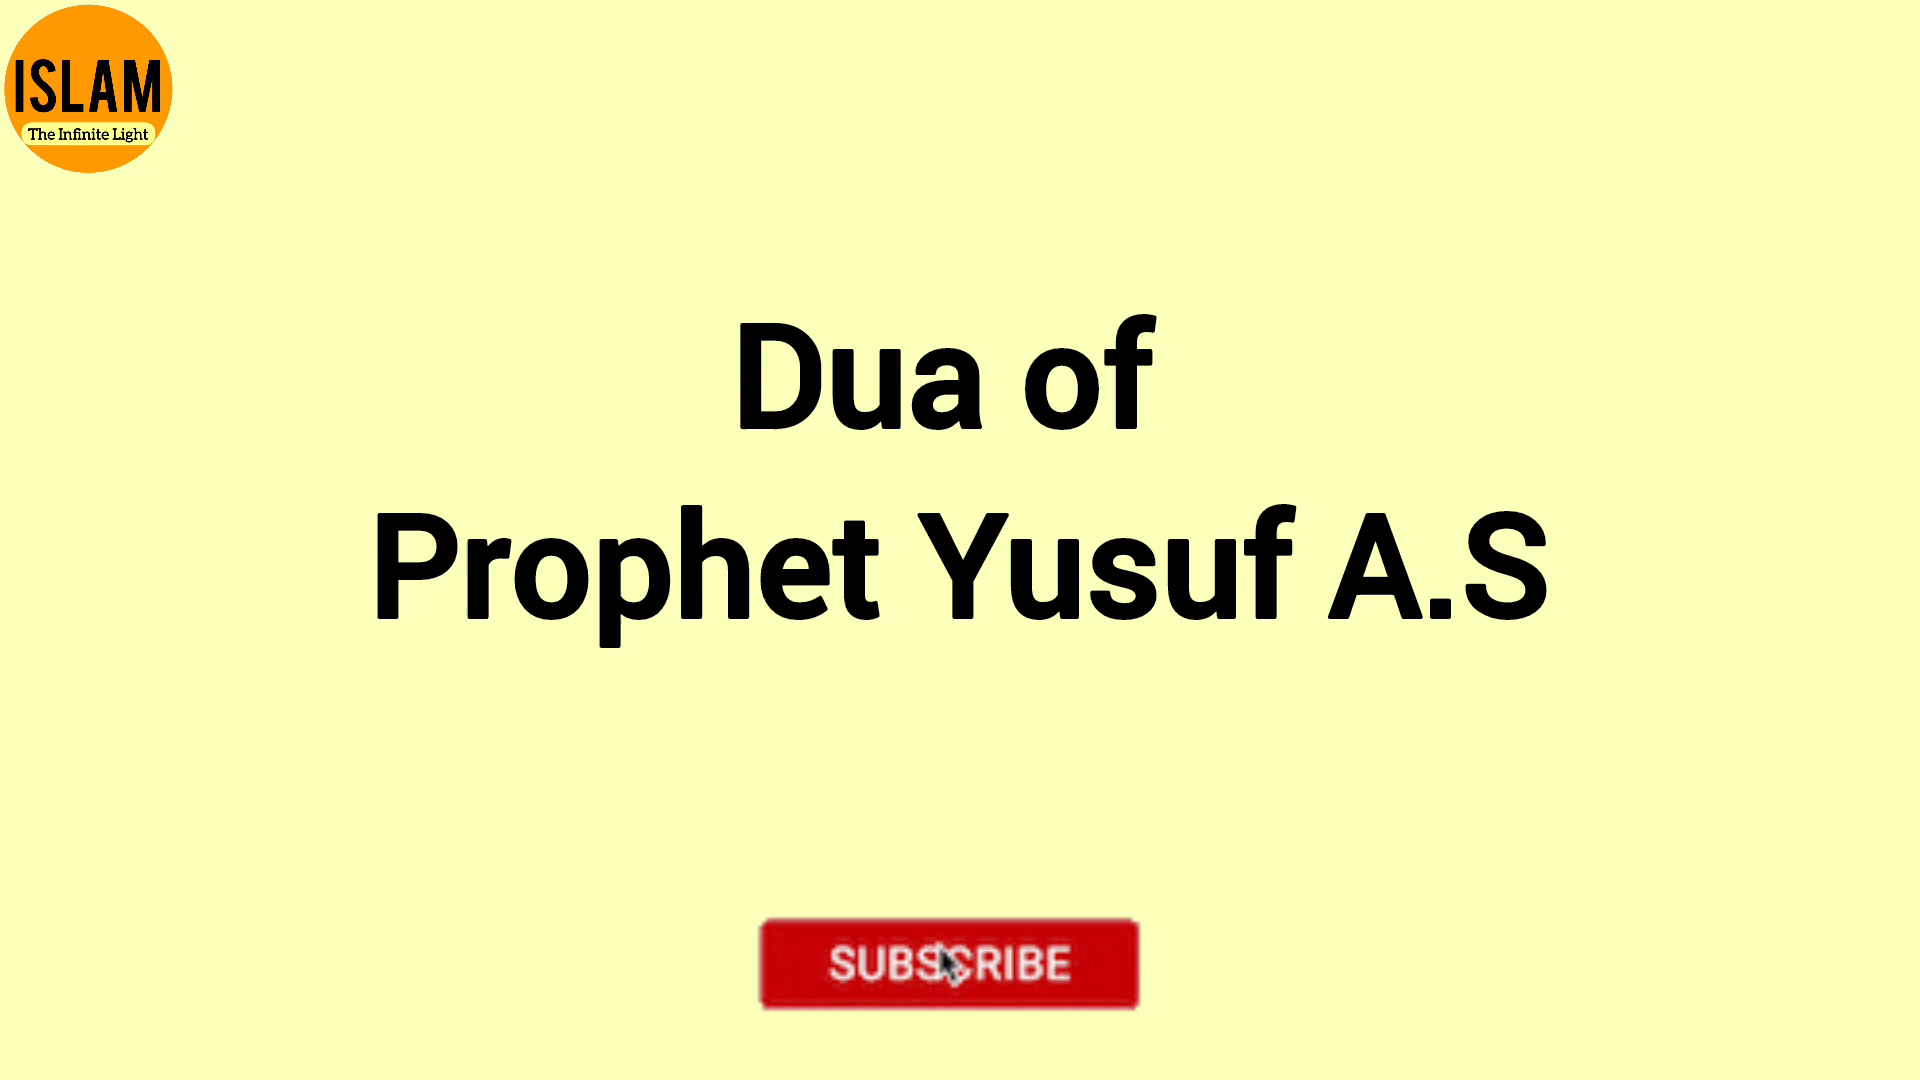 ISLAM
The Infinite Light
Dua of
Prophet Yusuf A.S
SUBSCRIBE